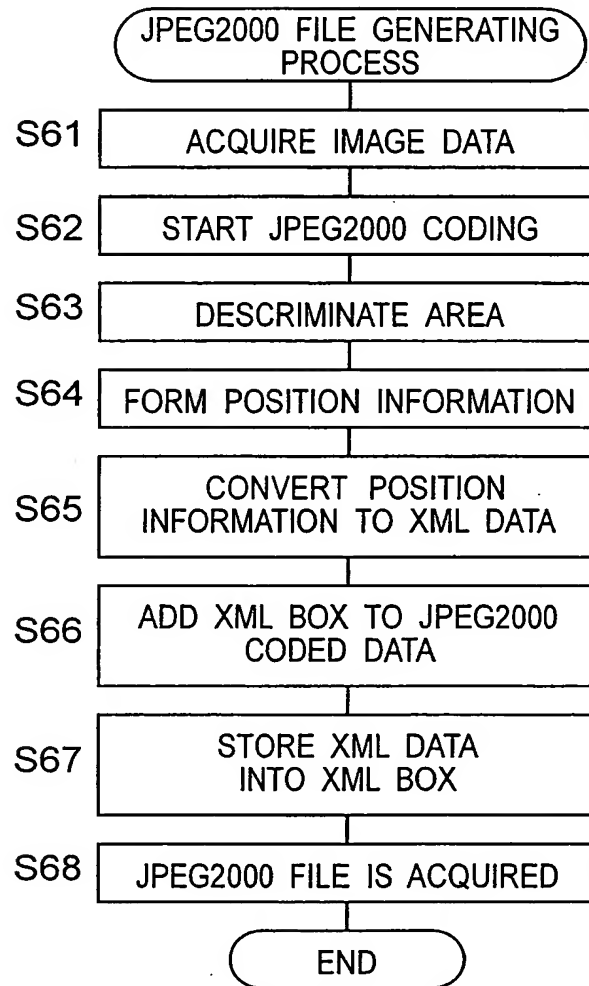 JPEG2000 FILE GENERATING
PROCESS
S61
ACQUIRE IMAGE DATA
S62
START JPEG2000 CODING
S63
DESCRIMINATE AREA
S64
FORM POSITION INFORMATION
S65
CONVERT POSITION
INFORMATION TO XML DATA
S66
ADD XML BOX TO JPEG2000
CODED DATA
S67
STORE XML DATA
INTO XML BOX
S68
JPEG2000 FILE IS ACQUIRED
END